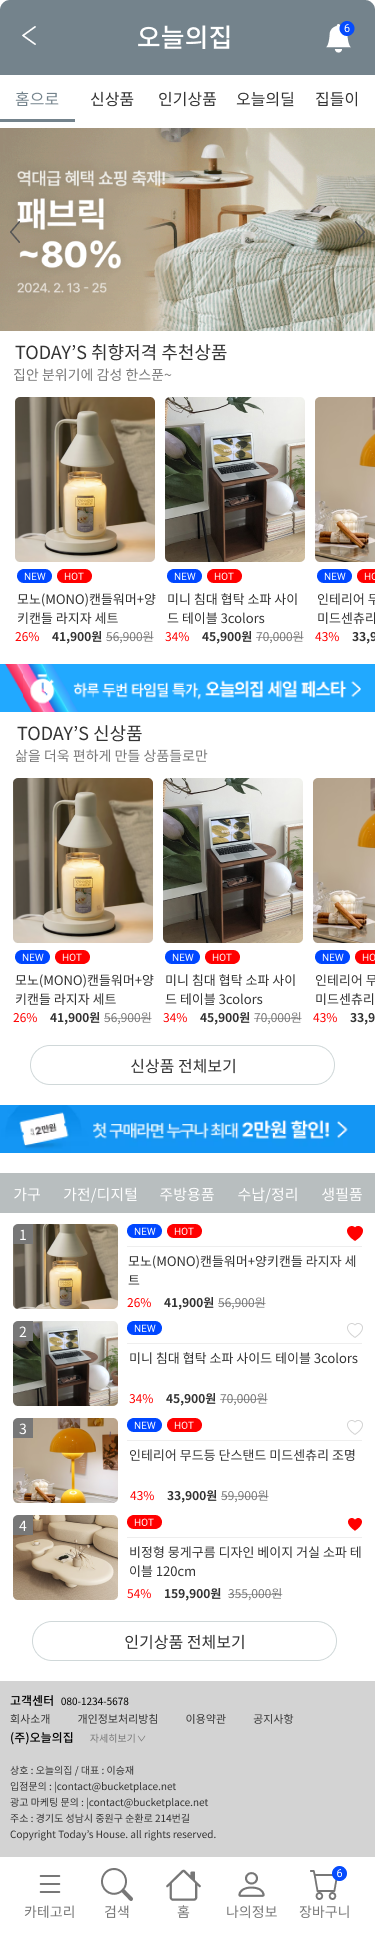 오늘의집
6
홈으로 신상품 인기상품 오늘의딜 집들이
역대급 혜택 쇼핑 축제!
패브릭
~80%
2024. 2. 13 - 25
TODAY'S 취향저격 추천상품
집안 분위기에 감성 한스푼~
NEW HOT
모노(MONO)캔들워머+양
키캔들 라지자 세트
26% 41,900원 56,900원
NEW HOT
미니 침대 협탁 소파 사이
드 테이블 3colors
34% 45,900원 70,000원
NEW
인테리어
미드센츄리
43%
하루 두번 타임딜 특가, 오늘의집 세일 페스타
TODAY'S 신상품
삶을 더욱 편하게 만들 상품들로만
NEW HOT
모노(MONO)캔들워머+양
키캔들 라지자 세트
26% 41,900원 56,900원
NEW HOT
미니 침대 협탁 소파 사이
드 테이블 3colors
34% 45,900원 70,000원
NEW
인테리어
미드센츄리
43%
신상품 전체보기
2만원
첫 구매라면 누구나 최대 2만원 할인!
가구 가전/디지털 주방용품 수납/정리 생필품
1
NEW HOT
모노(MONO)캔들워머+양키캔들 라지자 세
트
26% 41,900원 56,900원
2
NEW
미니 침대 협탁 소파 사이드 테이블 3colors
34% 45,900원 70,000원
3
NEW HOT
인테리어 무드등 단스탠드 미드센츄리 조명
43% 33,900원 59,900원
4
HOT
비정형 뭉게구름 디자인 베이지 거실 소파 테
이블 120cm
54% 159,900원 355,000원
인기상품 전체보기
고객센터 080-1234-5678
회사소개 개인정보처리방침 이용약관 공지사항
(주)오늘의집 자세히보기
상호 : 오늘의집 / 대표 : 이승재
입점문의 : |contact@bucketplace.net
광고 마케팅 문의 : |contact@bucketplace.net
주소 : 경기도 성남시 중원구 순환로 214번길
Copyright Today's House. all rights reserved.
6
카테고리 검색 홈 나의정보 장바구니